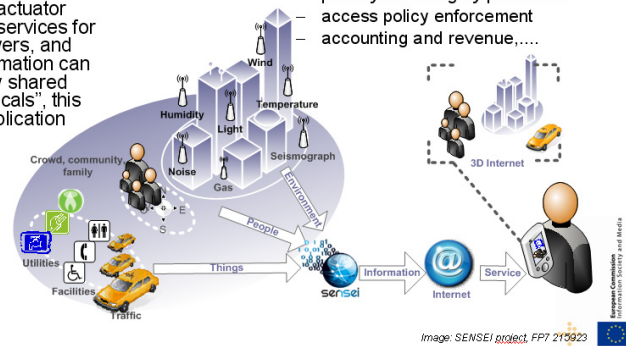 actuator
services for
vers, and
rmation can
y shared
cals”, this
plication
– access policy enforcement
– accounting and revenue,....
Wind
Humidity
Temperature
Light
Noise
Seismograph
Gas
Crowd, community,
family
E
S
Utilities
Facilities
Traffic
People
Environment
Things
sensei
Information
Internet
Service
3D Internet
European Commission
Information Society and Media
Image: SENSEI project, FP7 215923